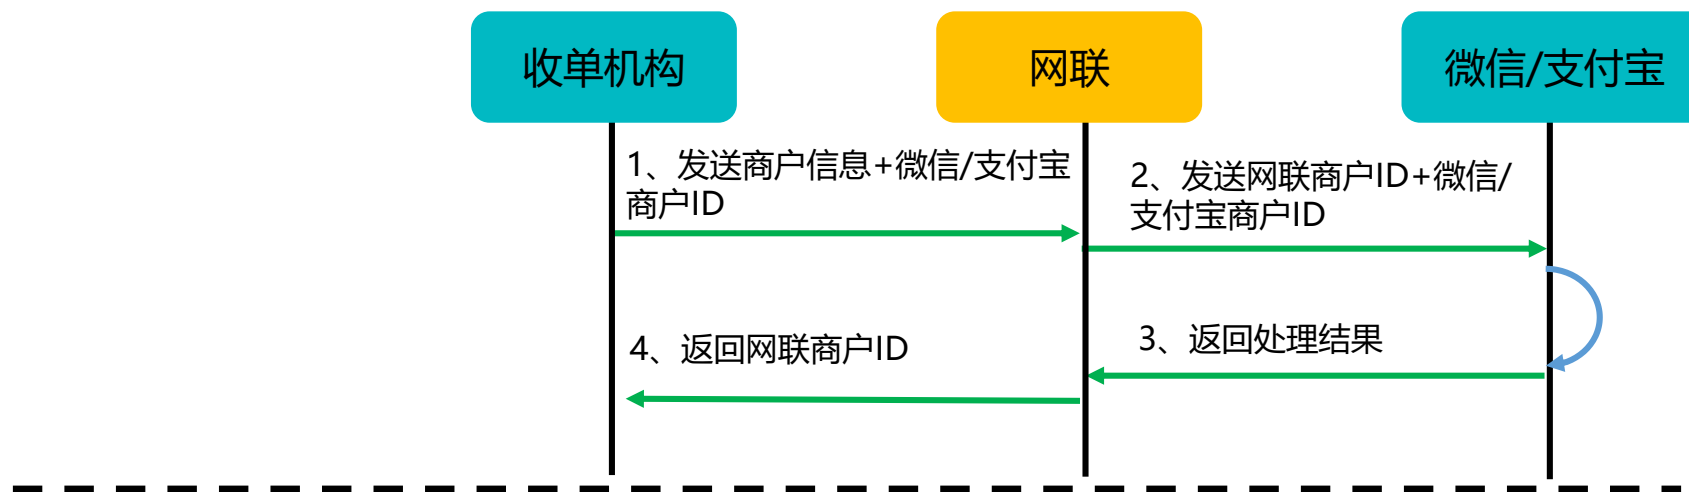 收单机构
网联
微信/支付宝
1、发送商户信息+微信/支付宝
商户ID
2、发送网联商户ID+微信/
支付宝商户ID
3、返回处理结果
4、返回网联商户ID